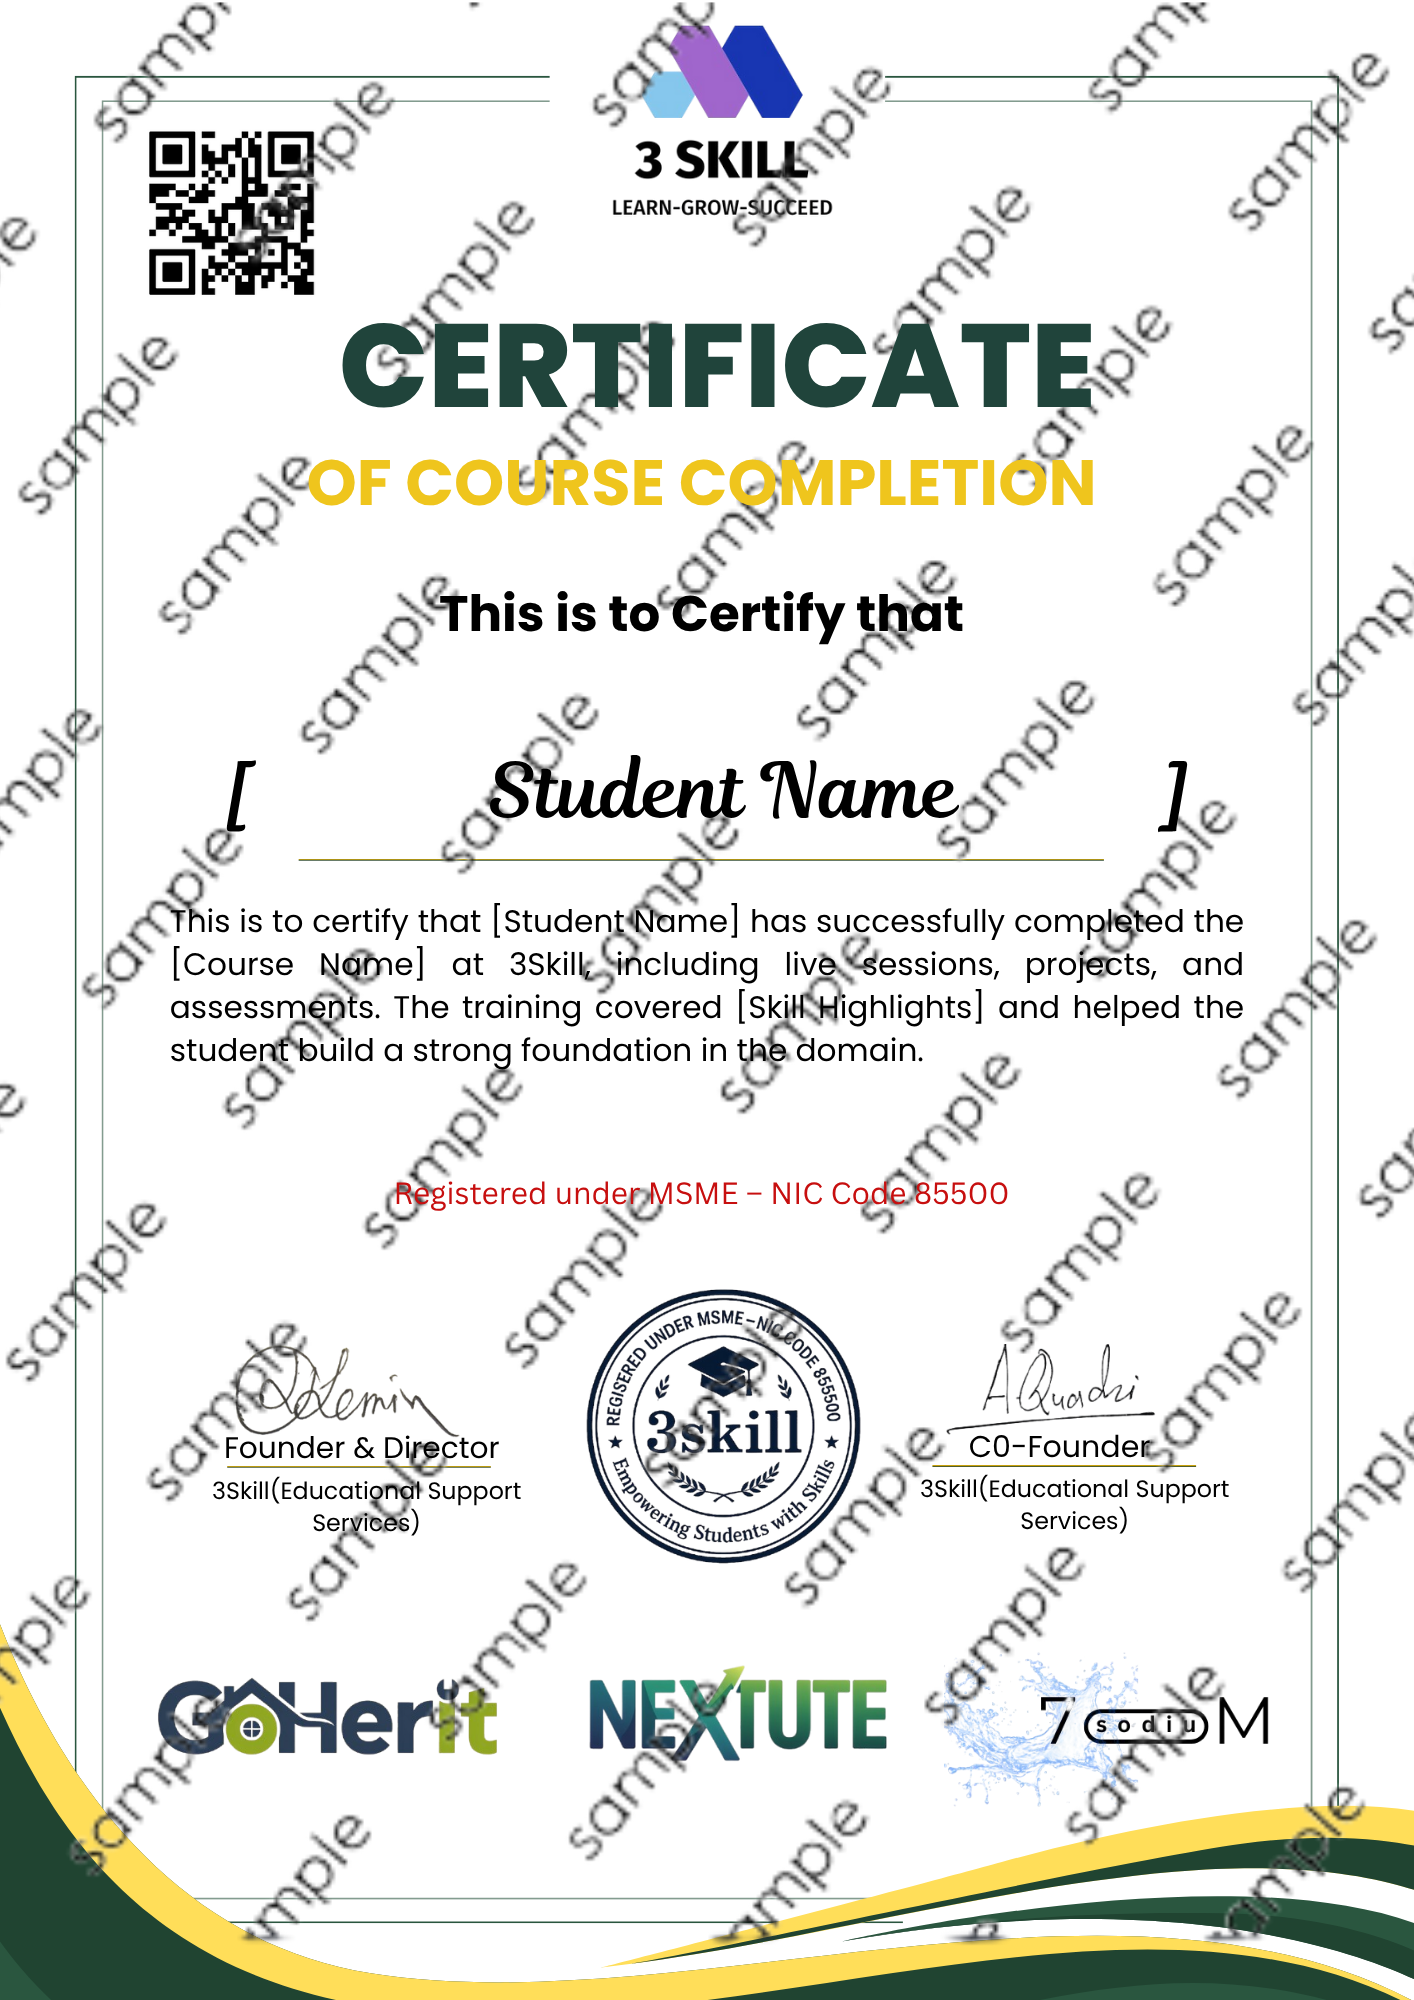 3 SKILL
LEARN-GROW-SUCCEED
CERTIFICATE
OF COURSE COMPLETION
This is to Certify that
[ Student Name ]
This is to certify that [Student Name] has successfully completed the
[Course Name] at 3Skill, including live sessions, projects, and
assessments. The training covered [Skill Highlights] and helped the
student build a strong foundation in the domain.
Registered under MSME – NIC Code 85500
REGISTERED UNDER MSME–NIC CODE 855500
3skill
★ Empowering Students with Skills ★
Founder & Director
3Skill(Educational Support
Services)
A Quadri
C0-Founder
3Skill(Educational Support
Services)
GoHerit
NEXTUTE
7 sodiu M
sample